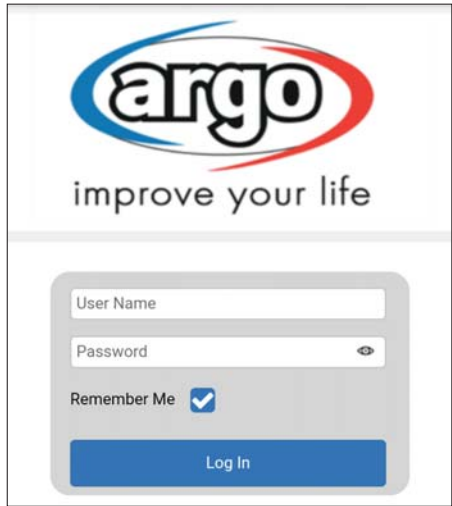 argo
improve your life
User Name
Password
Remember Me
Log In